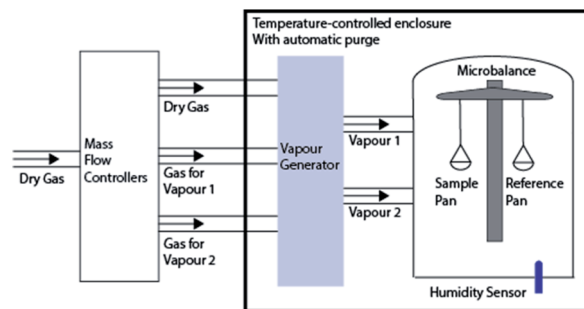 Temperature-controlled enclosure
With automatic purge
Dry Gas
Mass
Flow
Controllers
Dry Gas
Gas for
Vapour 1
Gas for
Vapour 2
Vapour
Generator
Vapour 1
Vapour 2
Microbalance
Sample
Pan
Reference
Pan
Humidity Sensor